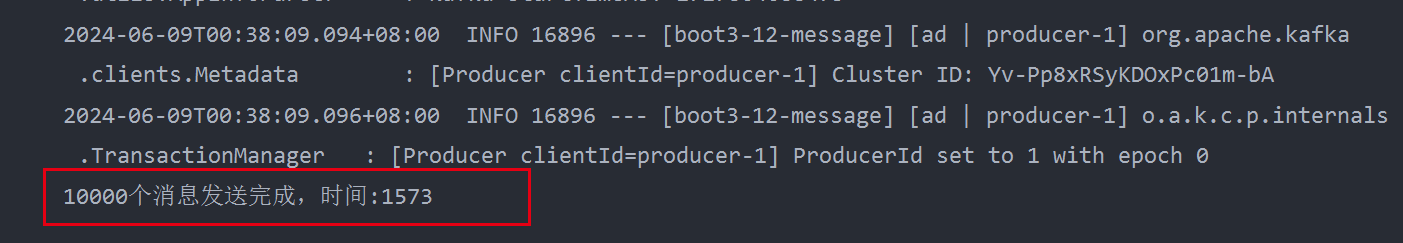 2024-06-09T00:38:09.094+08:00  INFO 16896 --- [boot3-12-message] [ad | producer-1] org.apache.kafka
.clients.Metadata        : [Producer clientId=producer-1] Cluster ID: Yv-Pp8xRSyKDOxPc01m-bA
2024-06-09T00:38:09.096+08:00  INFO 16896 --- [boot3-12-message] [ad | producer-1] o.a.k.c.p.internals
.TransactionManager   : [Producer clientId=producer-1] ProducerId set to 1 with epoch 0
10000个消息发送完成，时间:1573